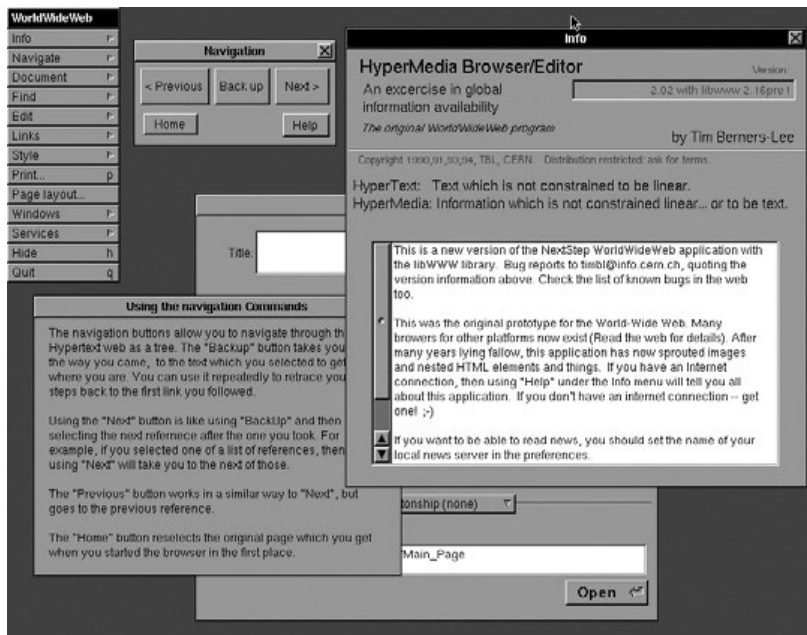 WorldWideWeb
Info
Navigate
Document
Find
Edit
Links
Style
Print... p
Page layout...
Windows
Services
Hide h
Quit q
Navigation
< Previous Back up Next >
Home Help
Info
HyperMedia Browser/Editor
Version:
An excercise in global
information availability
2.02 with libwww 2.16pre1
The original WorldWideWeb program
by Tim Berners-Lee
Copyright 1990,91,93,94, TBL, CERN. Distribution restricted: ask for terms.
HyperText: Text which is not constrained to be linear.
HyperMedia: Information which is not constrained linear... or to be text.
This is a new version of the NextStep WorldWideWeb application with
the libWWW library. Bug reports to timbl@info.cern.ch, quoting the
version information above. Check the list of known bugs in the web
too.
This was the original prototype for the World-Wide Web. Many
browers for other platforms now exist (Read the web for details). After
many years lying fallow, this application has now sprouted images
and nested HTML elements and things. If you have an Internet
connection, then using "Help" under the Info menu will tell you all
about this application. If you don't have an internet connection -- get
one! ;-)
If you want to be able to read news, you should set the name of your
local news server in the preferences.
Title:
Using the navigation Commands
The navigation buttons allow you to navigate through th
Hypertext web as a tree. The "Backup" button takes you
the way you came, to the text which you selected to get
where you are. You can use it repeatedly to retrace you
steps back to the first link you followed.
Using the "Next" button is like using "BackUp" and then
selecting the next refernece after the one you took. For
example, if you selected one of a list of references, then
using "Next" will take you to the next of those.
The "Previous" button works in a similar way to "Next", but
goes to the previous reference.
The "Home" button reselects the original page which you get
when you started the browser in the first place.
tonship (none)
/Main_Page
Open